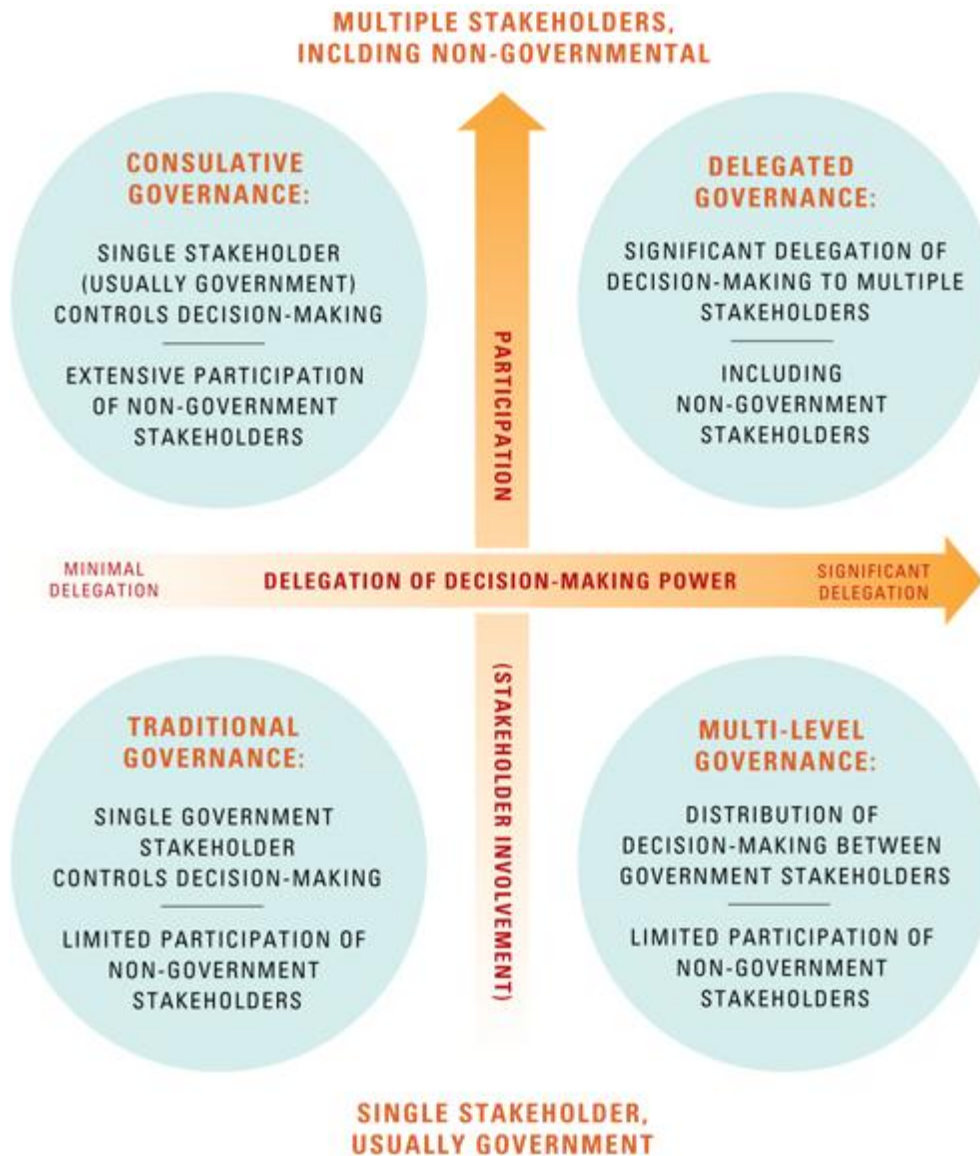 MULTIPLE STAKEHOLDERS,
INCLDING NON-GOVERNMENTAL
CONSULATIVE
GOVERNANCE:
SINGLE STAKEHOLDER
(USUALLY GOVERNMENT)
CONTROLS DECISION-MAKING
EXTENSIVE PARTICIPATION
OF NON-GOVERNMENT
STAKEHOLDERS
PARTICIPATION
DELEGATED
GOVERNANCE:
SIGNIFICANT DELEGATION OF
DECISION-MAKING TO MULTIPLE
STAKEHOLDERS
INCLUDING
NON-GOVERNMENT
STAKEHOLDERS
MINIMAL
DELEGATION
DELEGATION OF DECISION-MAKING POWER
SIGNIFICANT
DELEGATION
TRADITIONAL
GOVERNANCE:
SINGLE GOVERNMENT
STAKEHOLDER
CONTROLS DECISION-MAKING
LIMITED PARTICIPATION OF
NON-GOVERNMENT
STAKEHOLDERS
(STAKEHOLDER INVOLVEMENT)
MULTI-LEVEL
GOVERNANCE:
DISTRIBUTION OF
DECISION-MAKING BETWEEN
GOVERNMENT STAKEHOLDERS
LIMITED PARTICIPATION OF
NON-GOVERNMENT
STAKEHOLDERS
SINGLE STAKEHOLDER,
USUALLY GOVERNMENT